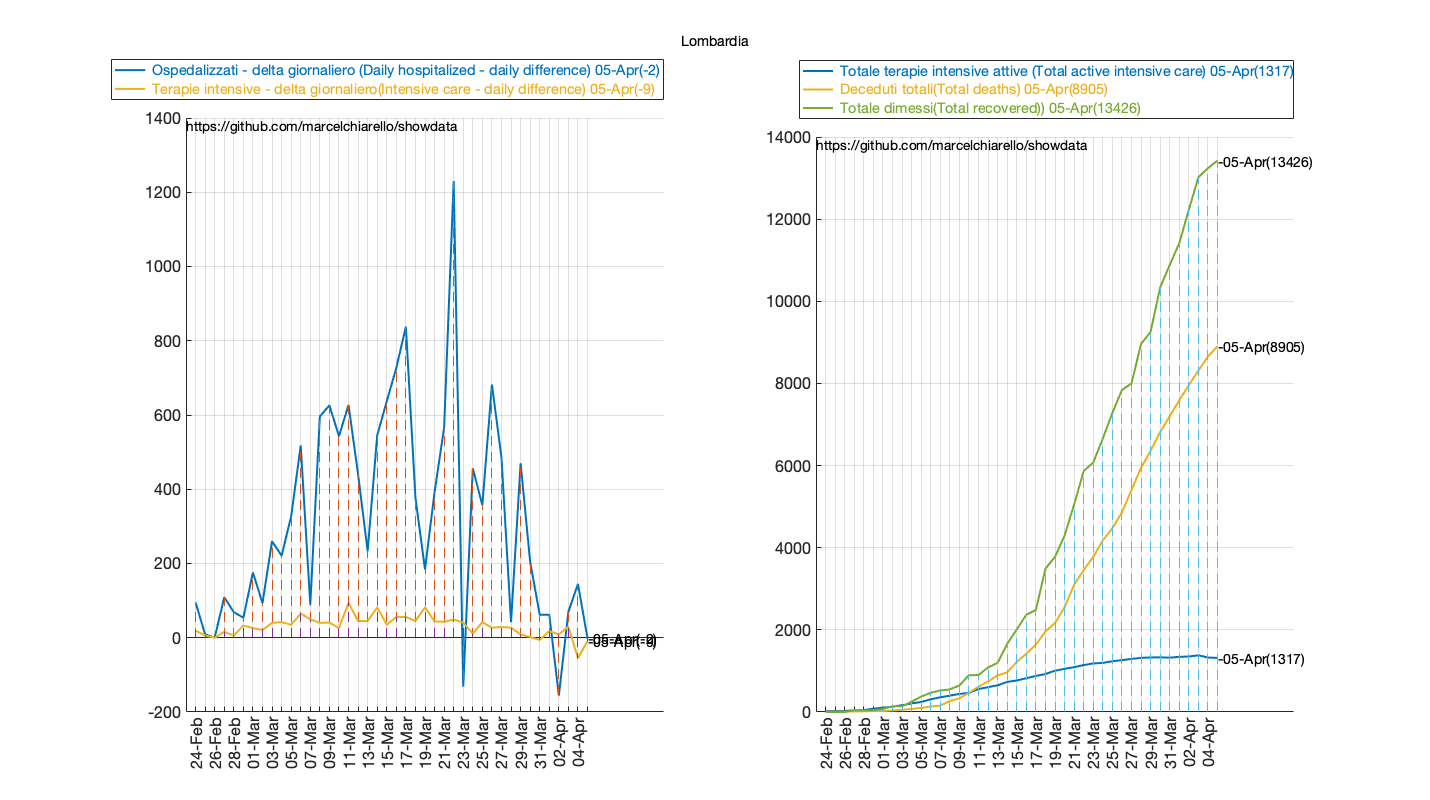 Lombardia
Ospedalizzati - delta giornaliero (Daily hospitalized - daily difference) 05-Apr(-2)
Terapie intensive - delta giornaliero(Intensive care - daily difference) 05-Apr(-9)
1400
https://github.com/marcelchiarello/showdata
1200
1000
800
600
400
200
0
-200
-05-Apr(-2)
-05-Apr(-9)
24-Feb
26-Feb
28-Feb
01-Mar
03-Mar
05-Mar
07-Mar
09-Mar
11-Mar
13-Mar
15-Mar
17-Mar
19-Mar
21-Mar
23-Mar
25-Mar
27-Mar
29-Mar
31-Mar
02-Apr
04-Apr
Totale terapie intensive attive (Total active intensive care) 05-Apr(1317)
Deceduti totali(Total deaths) 05-Apr(8905)
Totale dimessi(Total recovered)) 05-Apr(13426)
14000
https://github.com/marcelchiarello/showdata
12000
10000
8000
6000
4000
2000
0
-05-Apr(13426)
-05-Apr(8905)
-05-Apr(1317)
24-Feb
26-Feb
28-Feb
01-Mar
03-Mar
05-Mar
07-Mar
09-Mar
11-Mar
13-Mar
15-Mar
17-Mar
19-Mar
21-Mar
23-Mar
25-Mar
27-Mar
29-Mar
31-Mar
02-Apr
04-Apr